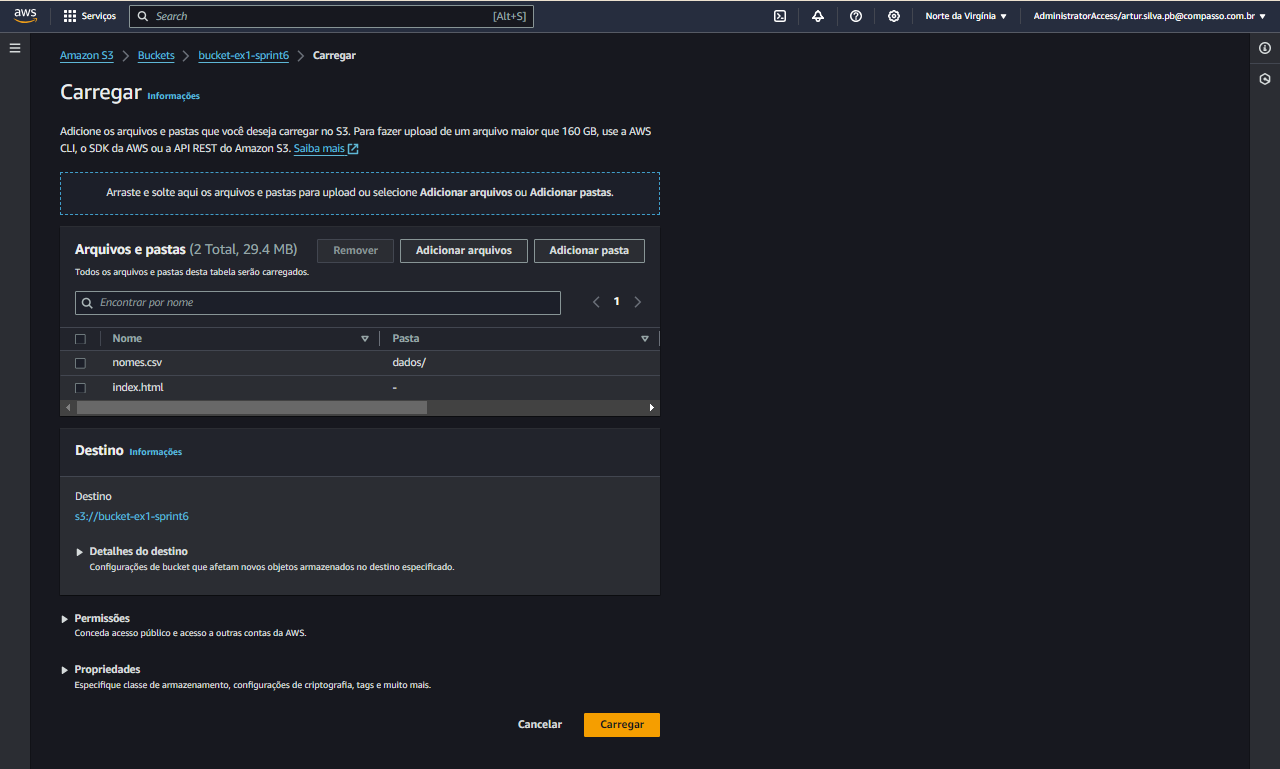 aws Serviços Search [Alt+S] Norte da Virgínia AdministratorAccess/artur.silva.pb@compasso.com.br
Amazon S3 Buckets bucket-ex1-sprint6 Carregar
Carregar Informações
Adicione os arquivos e pastas que você deseja carregar no S3. Para fazer upload de um arquivo maior que 160 GB, use a AWS
CLI, o SDK da AWS ou a API REST do Amazon S3. Saiba mais
Arraste e solte aqui os arquivos e pastas para upload ou selecione Adicionar arquivos ou Adicionar pastas.
Arquivos e pastas (2 Total, 29.4 MB) Remover Adicionar arquivos Adicionar pasta
Todos os arquivos e pastas desta tabela serão carregados.
Encontrar por nome 1
Nome Pasta
nomes.csv dados/
index.html -
Destino Informações
Destino
s3://bucket-ex1-sprint6
Detalhes do destino
Configurações de bucket que afetam novos objetos armazenados no destino especificado.
Permissões
Conceda acesso público e acesso a outras contas da AWS.
Propriedades
Especifique classe de armazenamento, configurações de criptografia, tags e muito mais.
Cancelar Carregar